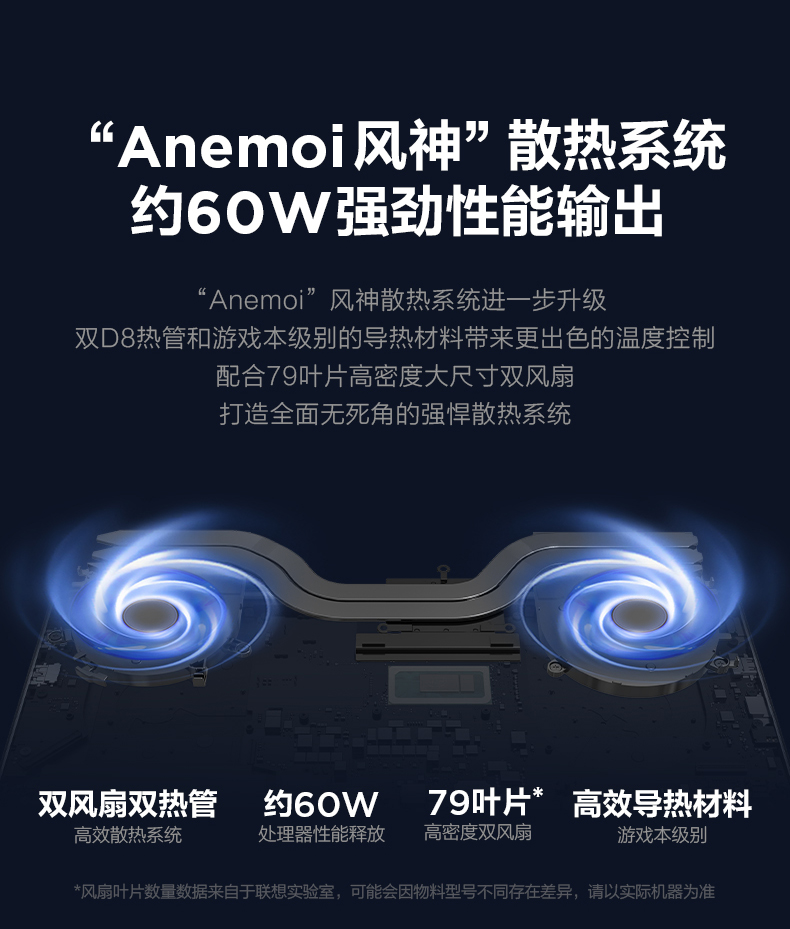 “Anemoi风神” 散热系统
约60W强劲性能输出
“Anemoi”风神散热系统进一步升级
双D8热管和游戏本级别的导热材料带来更出色的温度控制
配合79叶片高密度大尺寸双风扇
打造全面无死角的强悍散热系统
双风扇双热管
高效散热系统
约60W
处理器性能释放
79叶片*
高密度双风扇
高效导热材料
游戏本级别
*风扇叶片数量数据来自于联想实验室，可能会因物料型号不同存在差异，请以实际机器为准